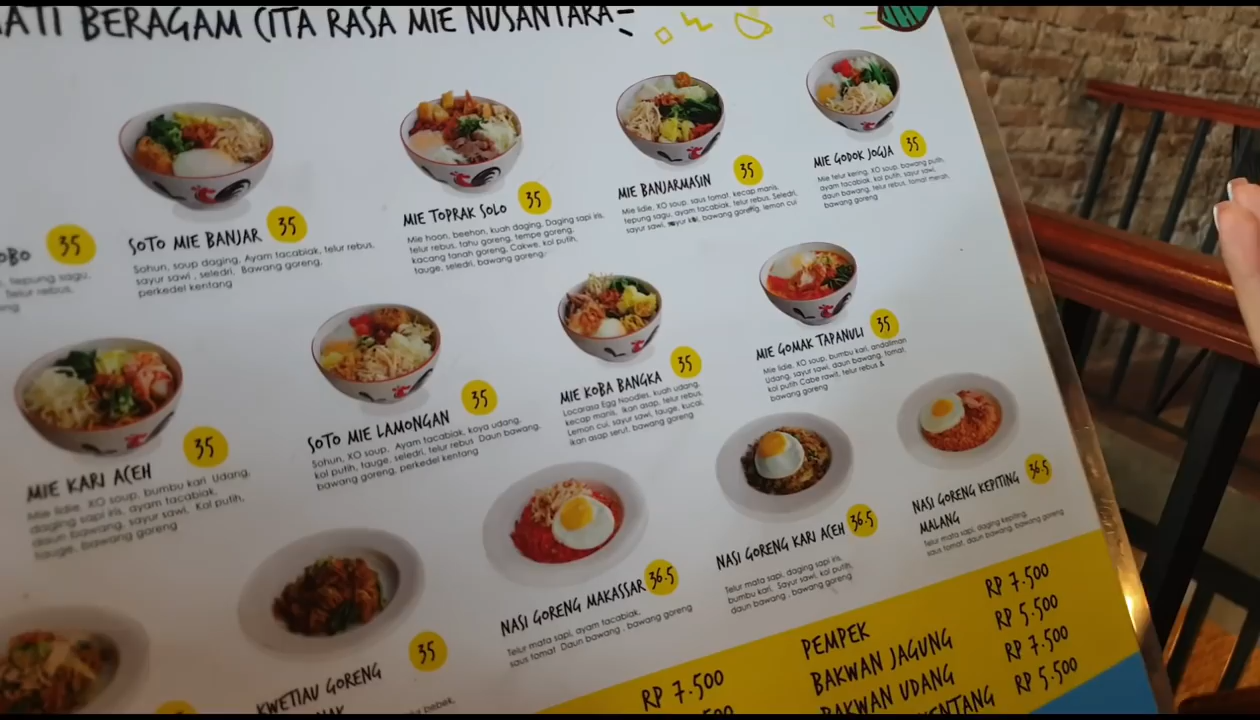 BERAGAM CITA RASA MIE NUSANTARA
35
SOTO MIE BANJAR 35
Sohun, soup daging, Ayam tacabiak, telur rebus,
sayur sawi , seledri, Bawang goreng,
perkedel kentang
MIE TOPRAK SOLO 35
Mie hoon, beehon, kuah daging, Daging sapi iris,
telur rebus, tahu goreng, tempe goreng,
kacang tanah goreng, Cakwe, kol putih,
tauge, seledri, bawang goreng,
MIE BANJARMASIN 35
Mie lidie, XO soup, saus tomat, kecap manis,
tepung sagu, ayam tacabiak, telur rebus, Seledri,
sayur sawi, bawang goreng, lemon cui
MIE GODOK JOGJA 35
Mie telur kering, XO soup, bawang putih,
ayam tacabiak, kol putih, sayur sawi,
daun bawang, telur rebus, tomat merah,
bawang goreng
MIE KARI ACEH 35
Mie lidie, XO soup, bumbu kari, Udang,
daging sapi iris, ayam tacabiak,
daun bawang, sayur sawi, Kol putih,
tauge, bawang goreng
SOTO MIE LAMONGAN 35
Sohun, XO soup, Ayam tacabiak, koya udang,
kol putih, tauge, seledri, telur rebus Daun bawang,
bawang goreng, perkedel kentang
MIE KOBA BANGKA 35
Locarasa Egg Noodles, kuah udang,
kecap manis, Ikan asap, telur rebus,
Lemon cui, sayur sawi, tauge, kucai,
ikan asap serut, bawang goreng
MIE GOMAK TAPANULI 35
Mie lidie, XO soup, bumbu kari, andaliman
Udang, sayur sawi, daun bawang, tomat,
kol putih Cabe rawit, telur rebus &
bawang goreng
KWETIAU GORENG 35
NASI GORENG MAKASSAR 36.5
Telur mata sapi, ayam tacabiak,
saus tomat Daun bawang , bawang goreng
NASI GORENG KARI ACEH 36.5
Telur mata sapi, daging sapi iris,
bumbu kari, Sayur sawi, kol putih,
daun bawang , bawang goreng
NASI GORENG KEPITING 36.5
MALANG
Telur mata sapi, daging kepiting,
saus tomat, daun bawang, bawang goreng
RP 7.500
PEMPEK RP 7.500
BAKWAN JAGUNG RP 5.500
BAKWAN UDANG RP 7.500
RP 5.500